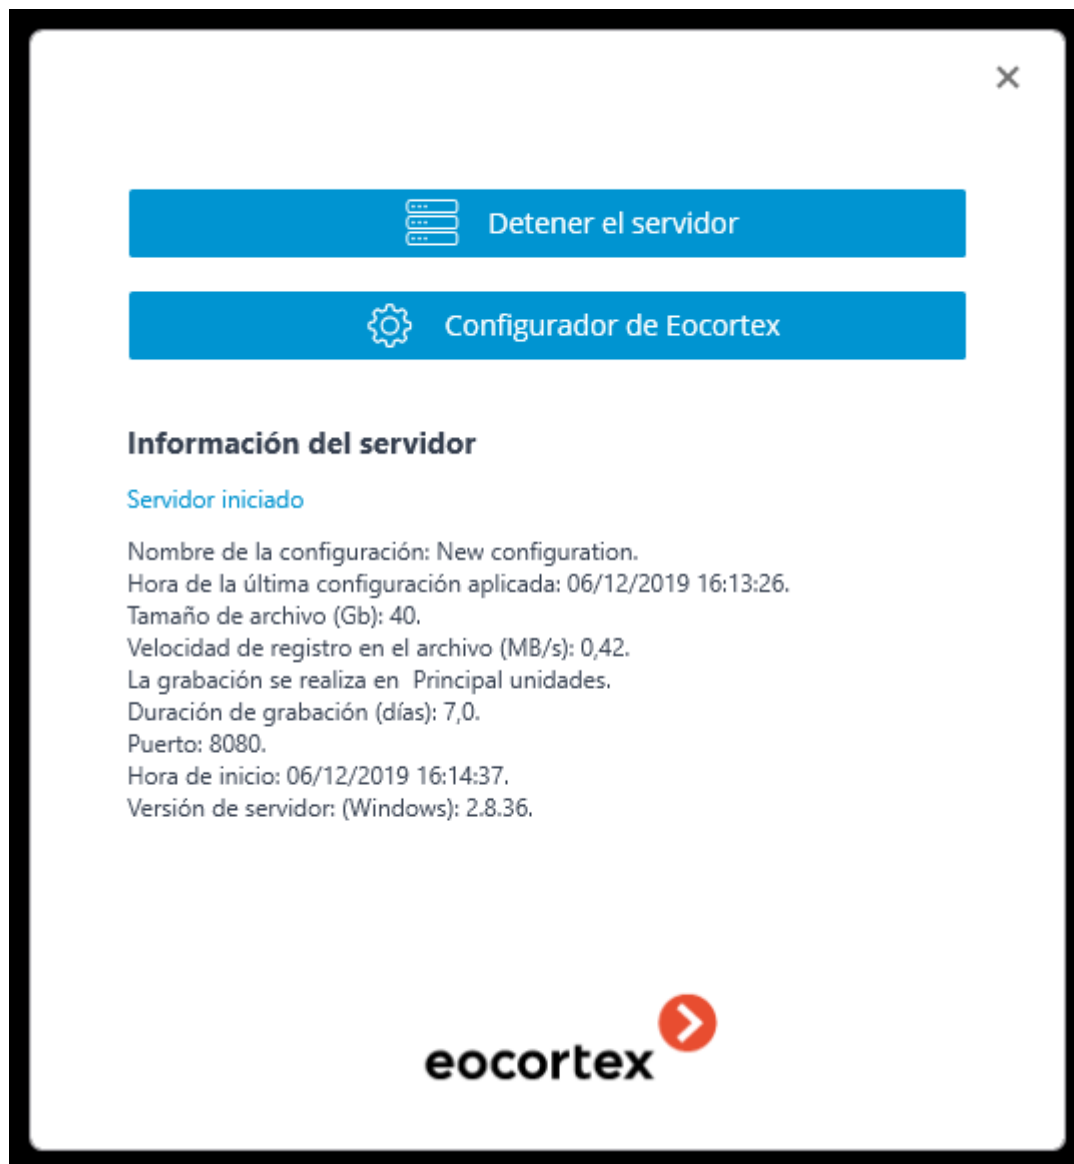 Detener el servidor
Configurador de Eocortex
Información del servidor
Servidor iniciado
Nombre de la configuración: New configuration.
Hora de la última configuración aplicada: 06/12/2019 16:13:26.
Tamaño de archivo (Gb): 40.
Velocidad de registro en el archivo (MB/s): 0,42.
La grabación se realiza en  Principal unidades.
Duración de grabación (días): 7,0.
Puerto: 8080.
Hora de inicio: 06/12/2019 16:14:37.
Versión de servidor: (Windows): 2.8.36.
eocortex